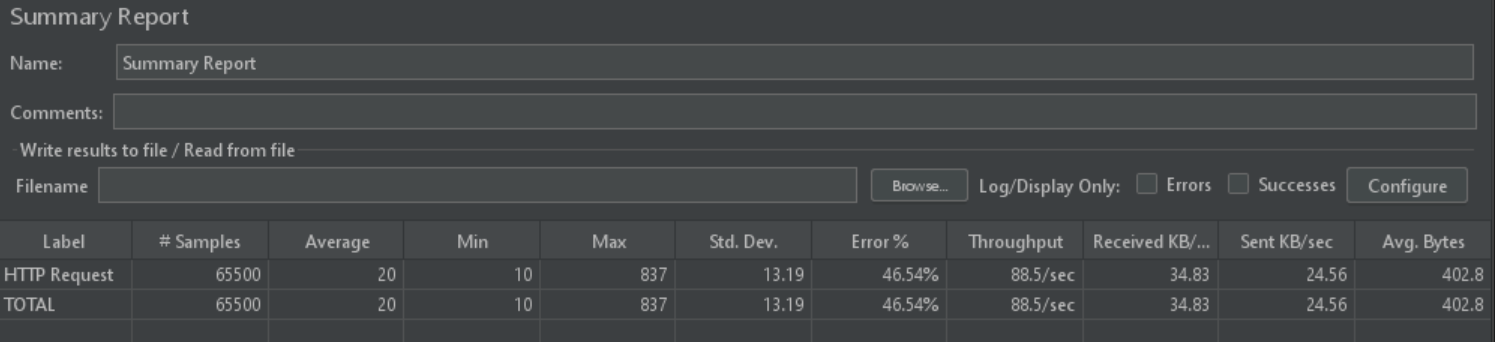 Summary Report
Name: Summary Report
Comments:
Write results to file / Read from file
Filename Browse... Log/Display Only: Errors Successes Configure
Label # Samples Average Min Max Std. Dev. Error % Throughput Received KB/... Sent KB/sec Avg. Bytes
HTTP Request 65500 20 10 837 13.19 46.54% 88.5/sec 34.83 24.56 402.8
TOTAL 65500 20 10 837 13.19 46.54% 88.5/sec 34.83 24.56 402.8